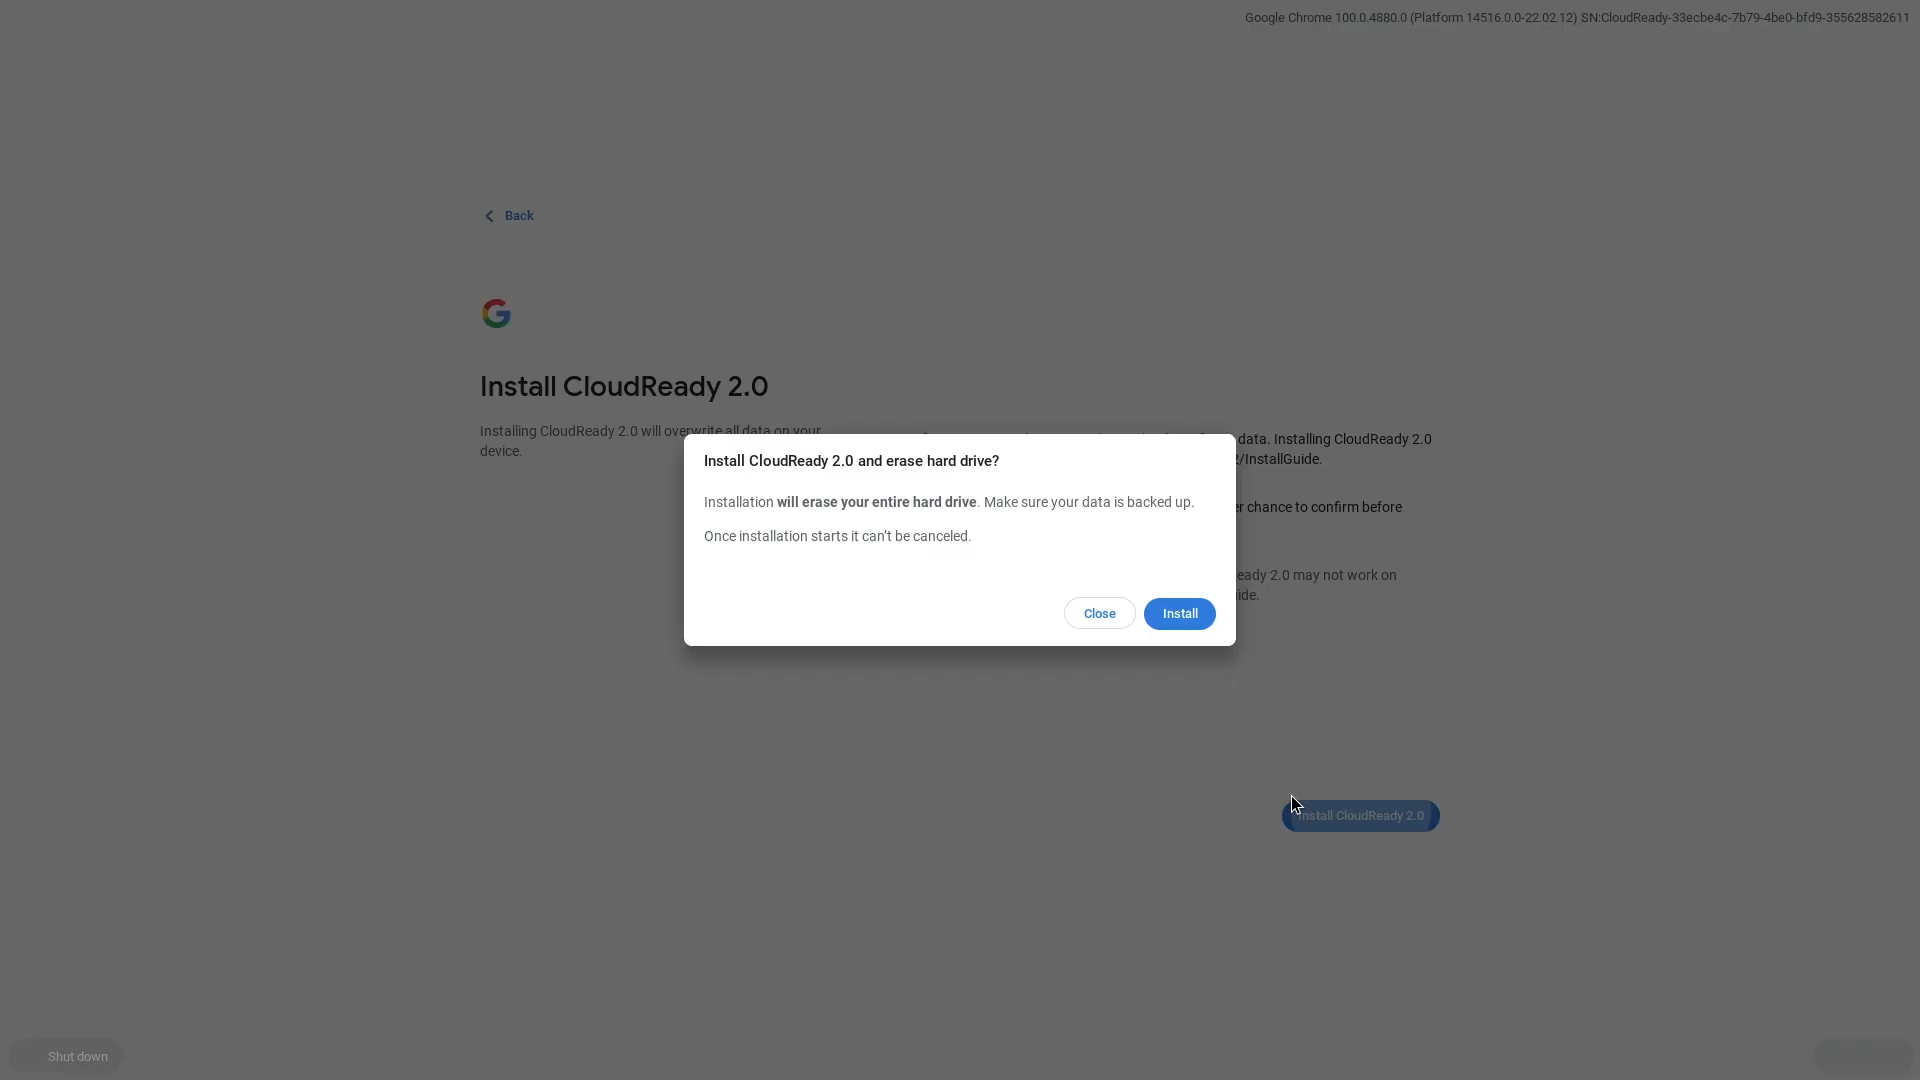 Google Chrome 100.0.4880.0 (Platform 14516.0.0-22.02.12) SN:CloudReady-33ecbe4c-7b79-4be0-bfd9-355628582611
Back
Install CloudReady 2.0
Installing CloudReady 2.0 will overwrite all data on your
device.
data. Installing CloudReady 2.0
/InstallGuide.
chance to confirm before
2.0 may not work on
Install CloudReady 2.0 and erase hard drive?
Installation will erase your entire hard drive. Make sure your data is backed up.
Once installation starts it can't be canceled.
Close
Install
Install CloudReady 2.0
Shut down